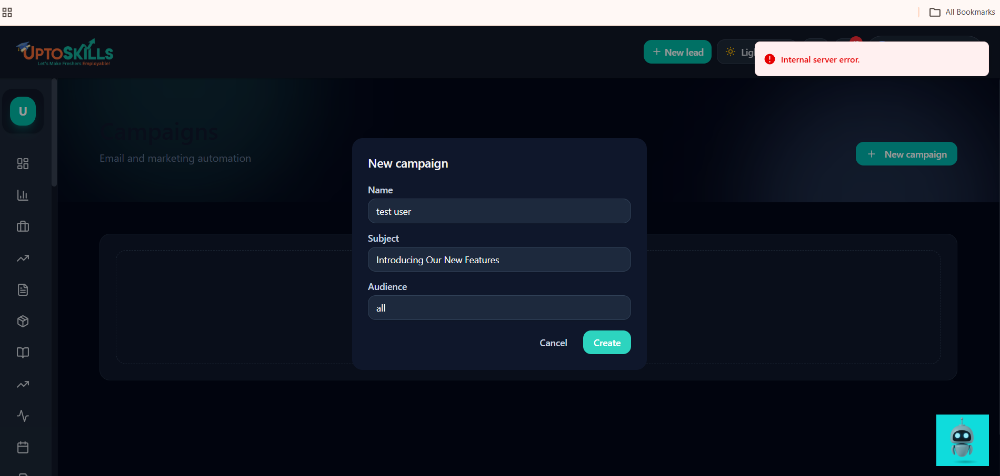 All Bookmarks
UPTOSKILLS
Let's Make Freshers Employable!
New lead
Internal server error.
U
Campaigns
Email and marketing automation
New campaign
New campaign
Name
test user
Subject
Introducing Our New Features
Audience
all
Cancel
Create